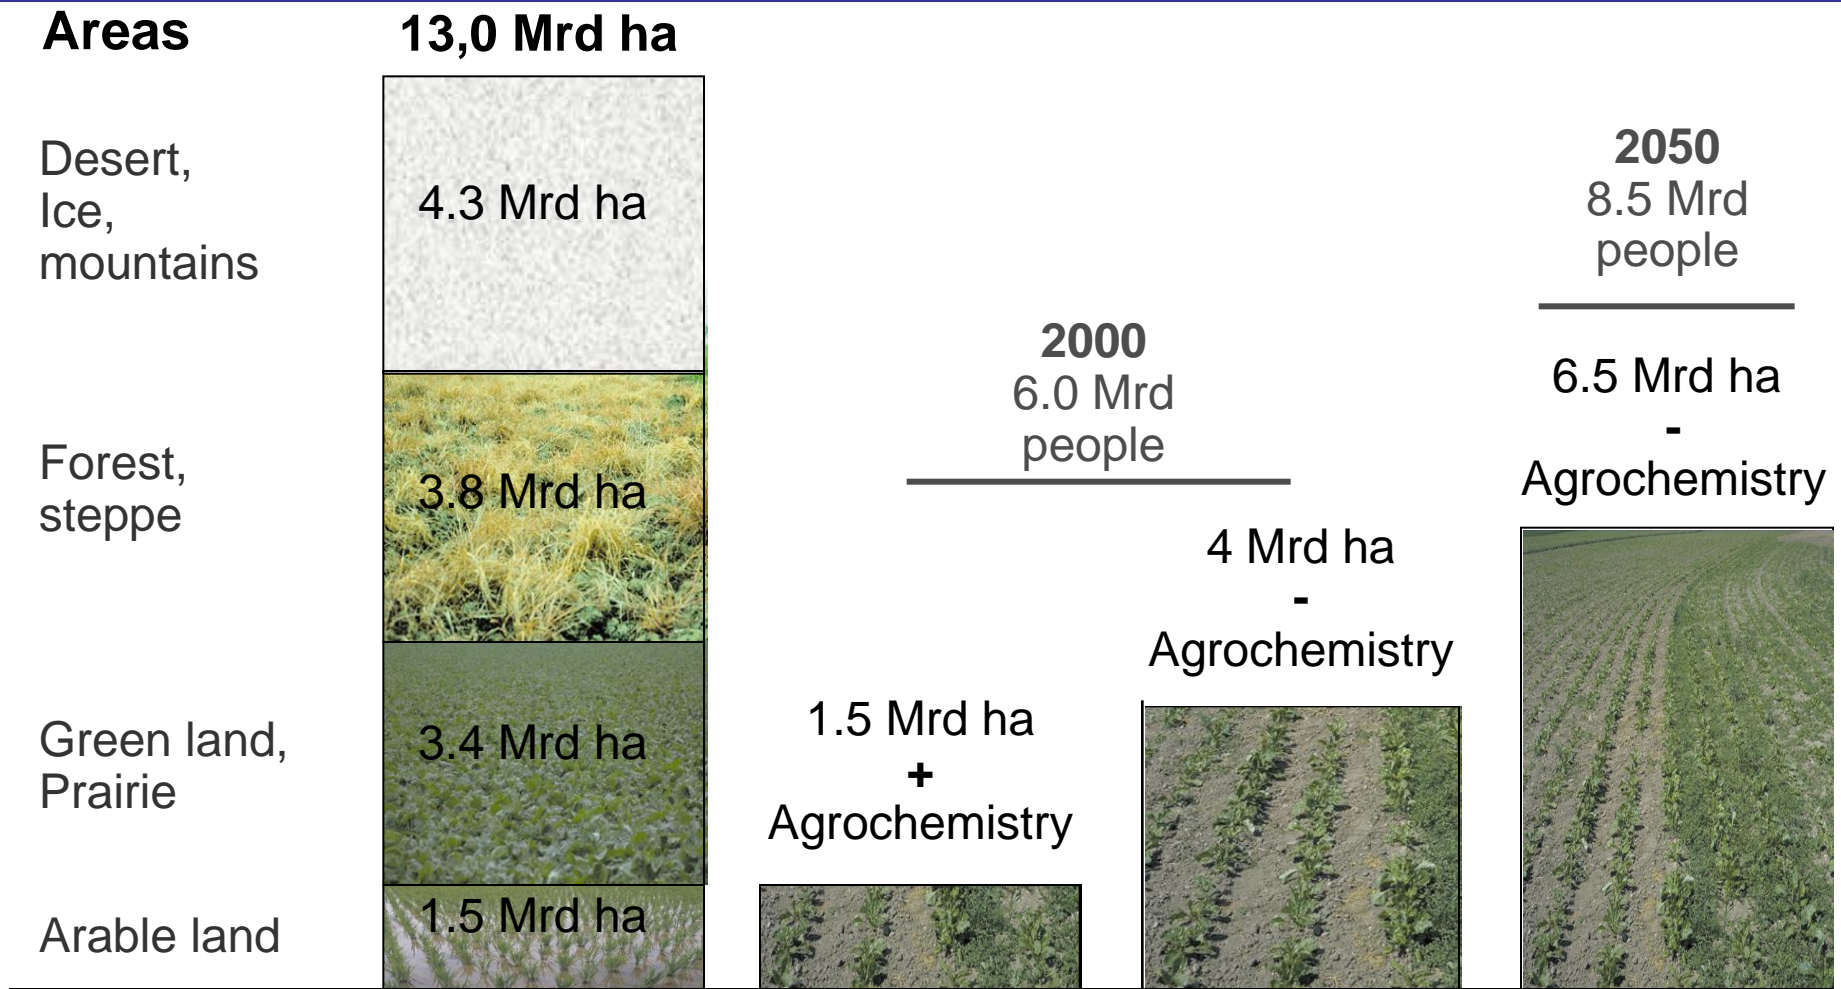 Areas
13,0 Mrd ha
Desert,
Ice,
mountains
4.3 Mrd ha
Forest,
steppe
3.8 Mrd ha
Green land,
Prairie
3.4 Mrd ha
Arable land
1.5 Mrd ha
2000
6.0 Mrd
people
1.5 Mrd ha
+
Agrochemistry
4 Mrd ha
-
Agrochemistry
2050
8.5 Mrd
people
6.5 Mrd ha
-
Agrochemistry